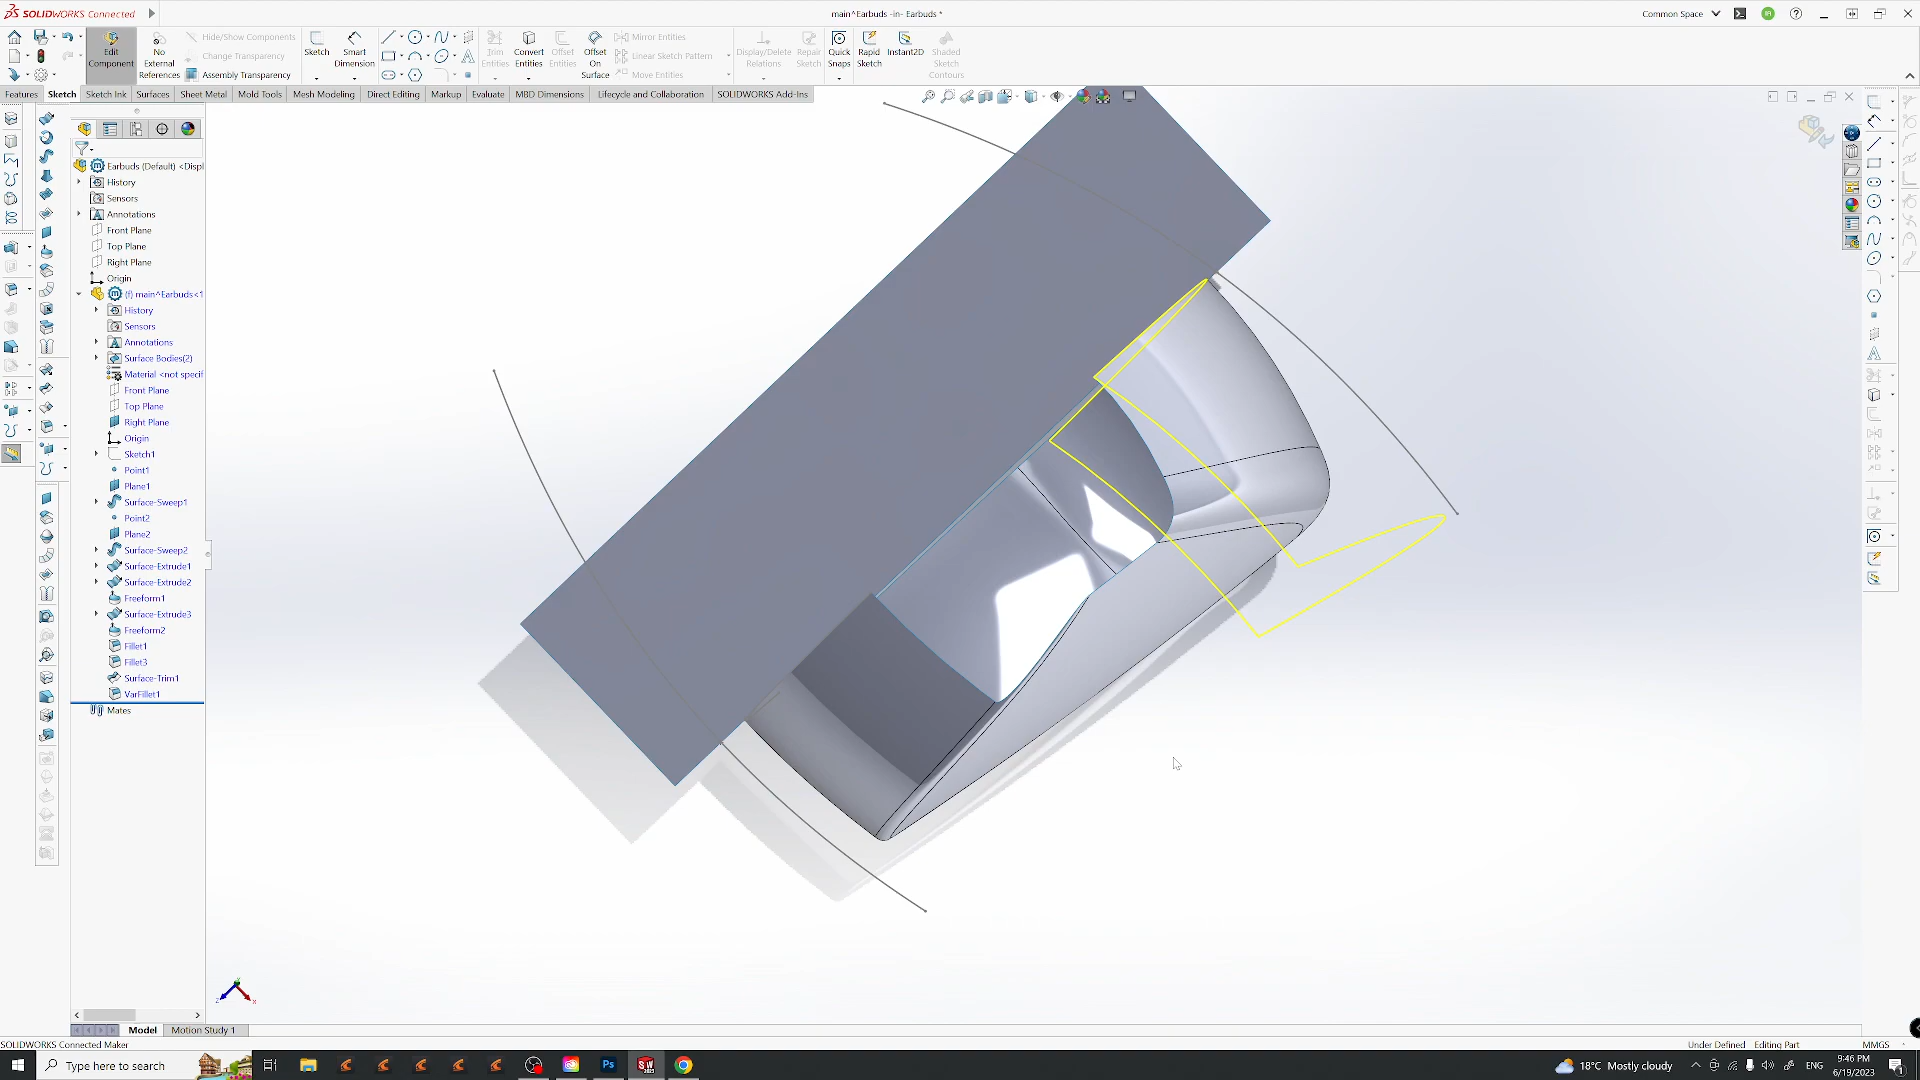 SOLIDWORKS Connected
main^Earbuds -in- Earbuds *
Common Space
Edit Component
No External References
Hide/Show Components
Change Transparency
Assembly Transparency
Sketch
Smart Dimension
Trim Entities
Convert Entities
Offset Entities
Offset On Surface
Mirror Entities
Linear Sketch Pattern
Move Entities
Display/Delete Relations
Repair Sketch
Quick Snaps
Rapid Sketch
Instant2D
Shaded Sketch Contours
Features
Sketch
Sketch Ink
Surfaces
Sheet Metal
Mold Tools
Mesh Modeling
Direct Editing
Markup
Evaluate
MBD Dimensions
Lifecycle and Collaboration
SOLIDWORKS Add-Ins
Earbuds (Default) <Displ
History
Sensors
Annotations
Front Plane
Top Plane
Right Plane
Origin
(f) main^Earbuds<1
History
Sensors
Annotations
Surface Bodies(2)
Material <not specif
Front Plane
Top Plane
Right Plane
Origin
Sketch1
Point1
Plane1
Surface-Sweep1
Point2
Plane2
Surface-Sweep2
Surface-Extrude1
Surface-Extrude2
Freeform1
Surface-Extrude3
Freeform2
Fillet1
Fillet3
Surface-Trim1
VarFillet1
Mates
Model
Motion Study 1
SOLIDWORKS Connected Maker
Under Defined
Editing Part
MMGS
Type here to search
Ps
SW
18°C Mostly cloudy
ENG
9:46 PM
6/19/2023